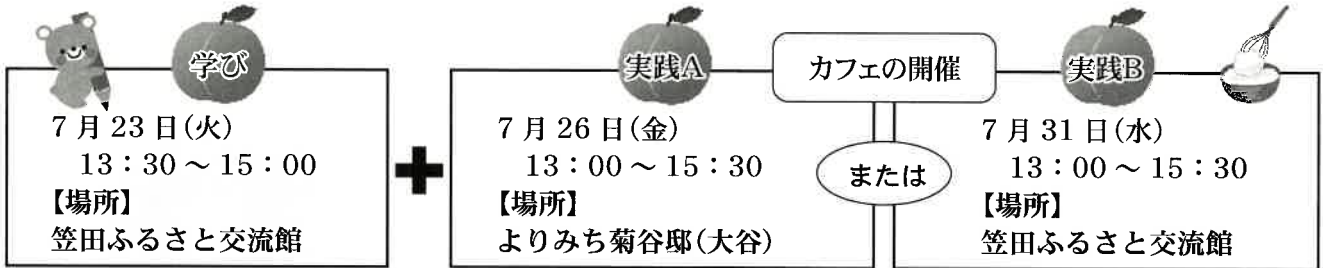 学び
7月23日(火)
13:30～15:00
【場所】
笠田ふるさと交流館
カフェの開催
実践A
7月26日(金)
13:00～15:30
【場所】
よりみち菊谷邸(大谷)
または
実践B
7月31日(水)
13:00～15:30
【場所】
笠田ふるさと交流館